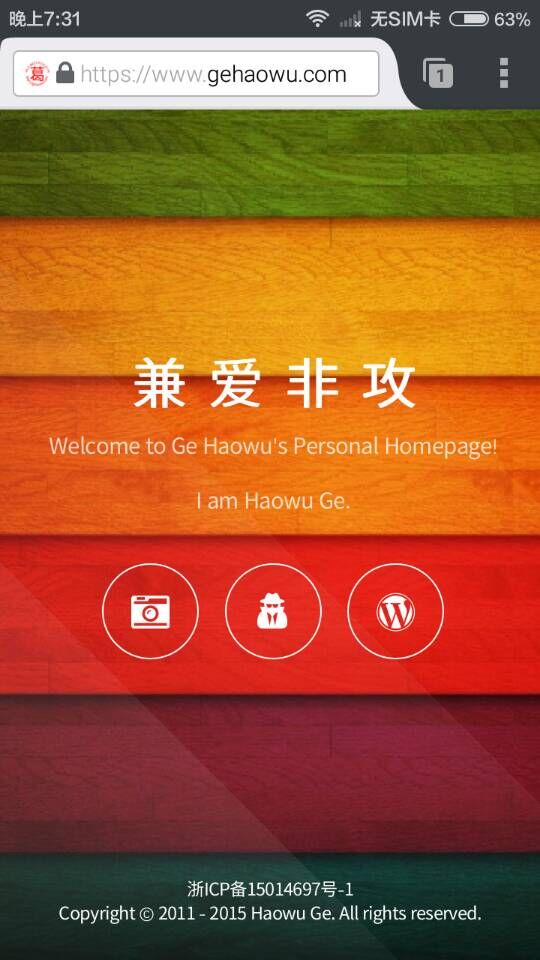 晚上7:31
无SIM卡
63%
葛
https://www.gehaowu.com
1
兼爱非攻
Welcome to Ge Haowu's Personal Homepage!
I am Haowu Ge.
浙ICP备15014697号-1
Copyright © 2011 - 2015 Haowu Ge. All rights reserved.